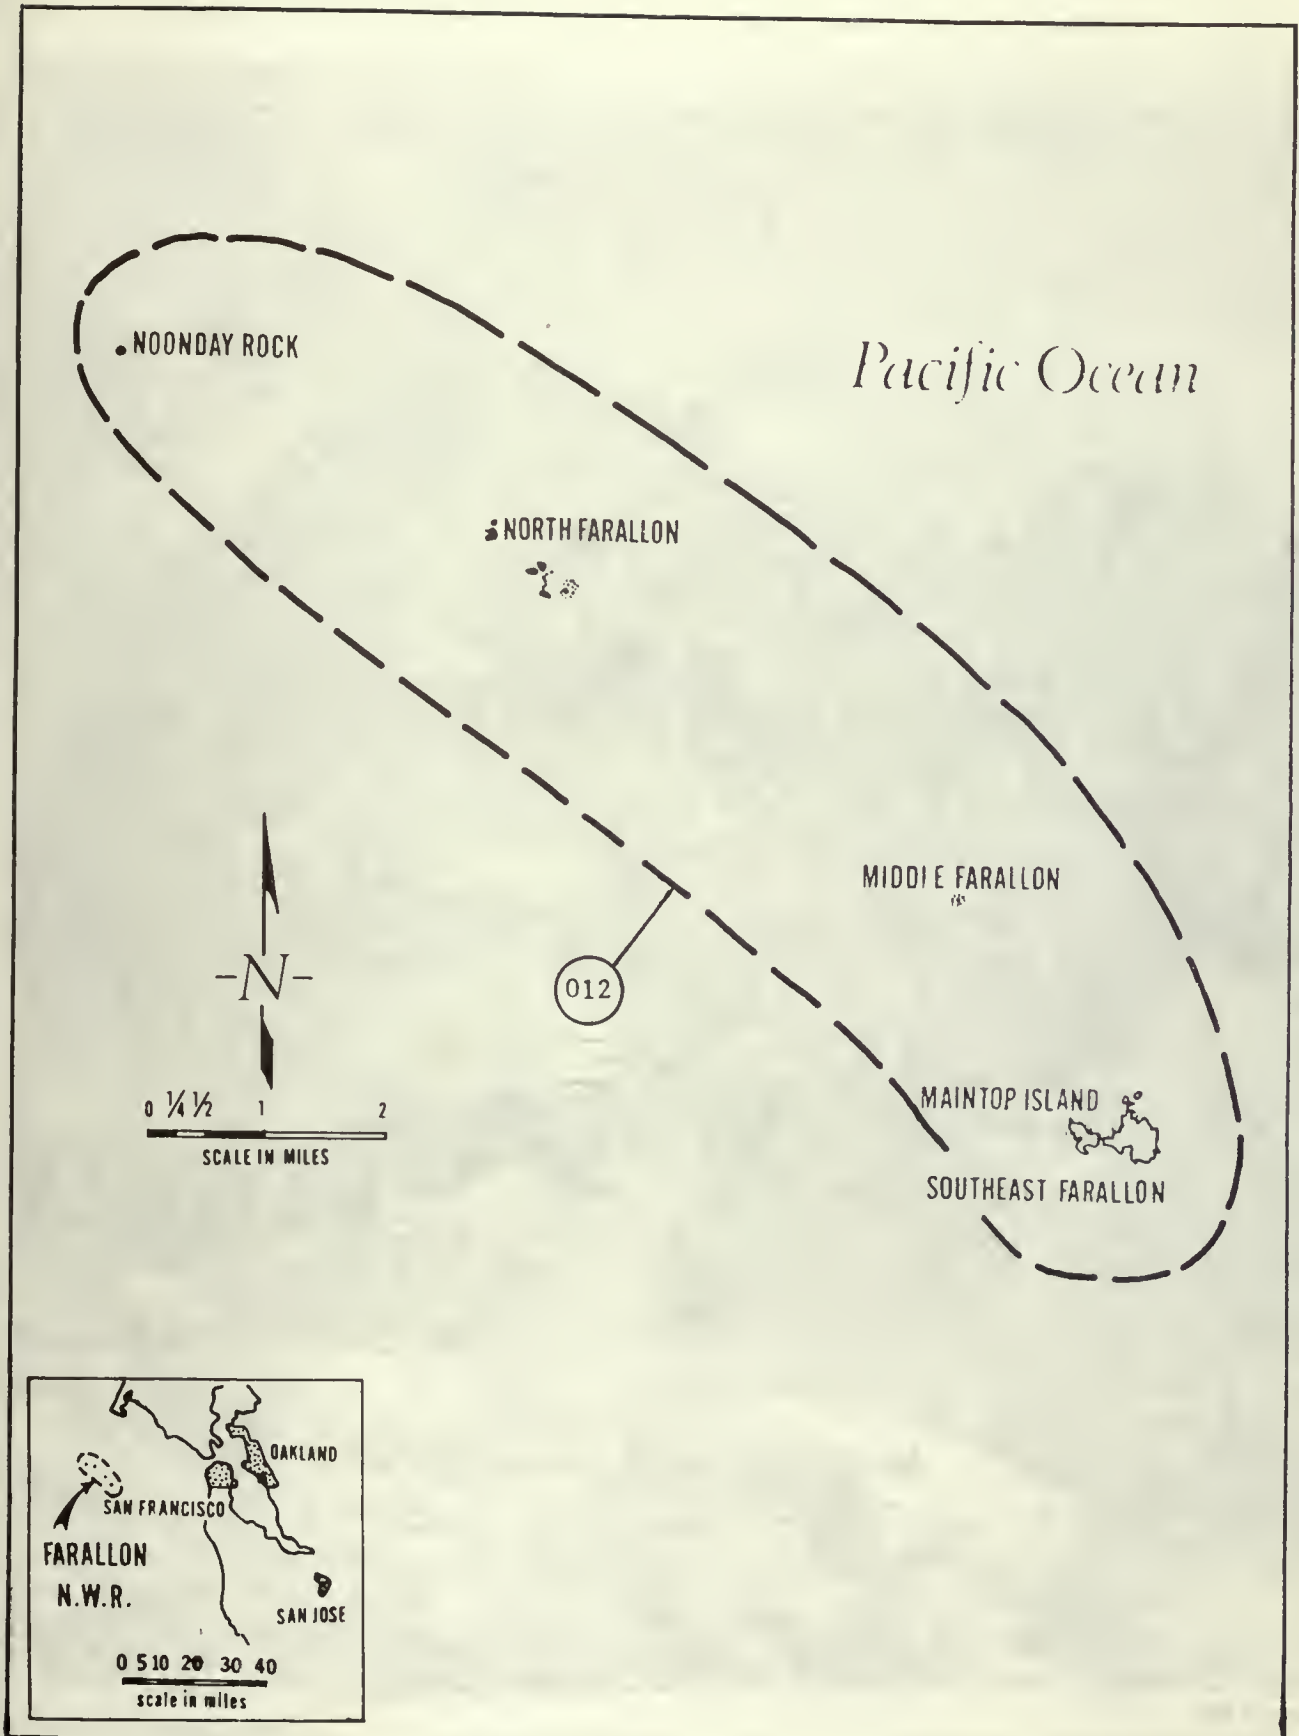 NOONDAY ROCK
Pacific Ocean
NORTH FARALLON
MIDDLE FARALLON
012
-N-
MAINTOP ISLAND
0 ¼ ½ 1 2
SCALE IN MILES
SOUTHEAST FARALLON
OAKLAND
SAN FRANCISCO
FARALLON
N.W.R.
SAN JOSE
0 5 10 20 30 40
scale in miles